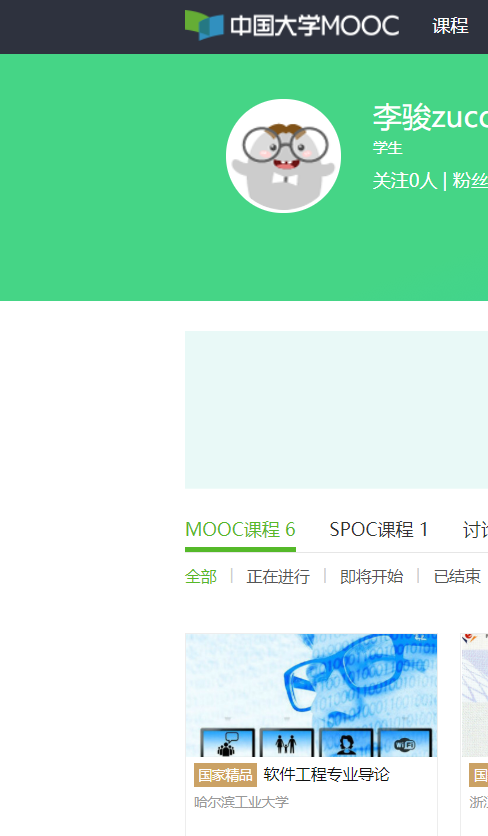 中国大学MOOC 课程
李骏zucc
学生
关注0人 | 粉丝
MOOC课程 6 SPOC课程 1 讨
全部 | 正在进行 | 即将开始 | 已结束
国家精品 软件工程专业导论 国
哈尔滨工业大学 浙